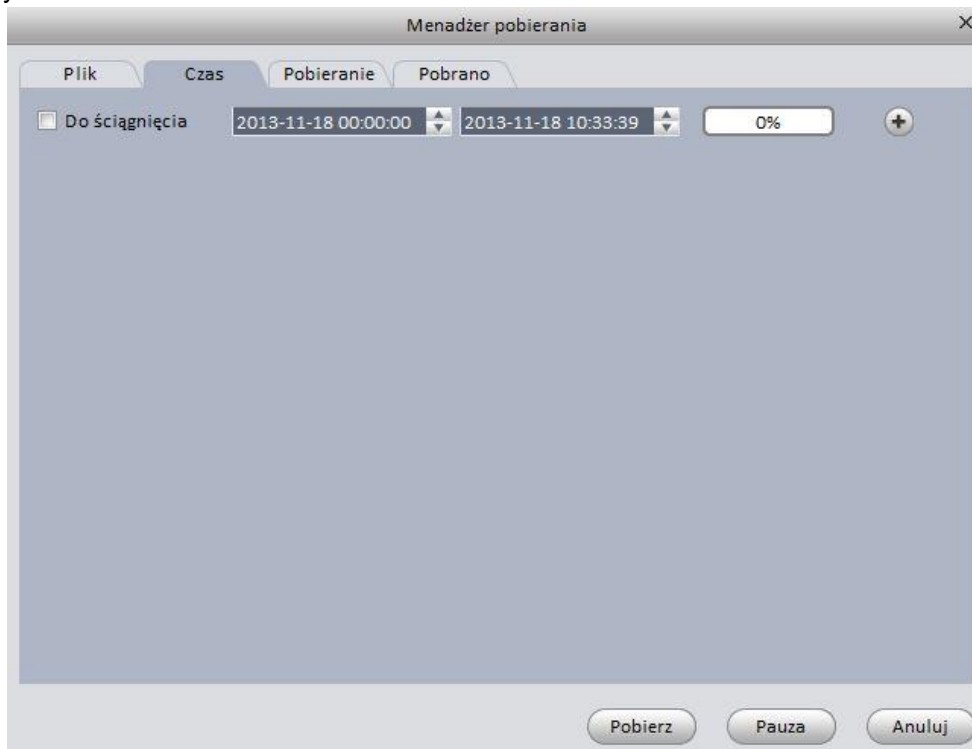 Menadżer pobierania
Plik Czas Pobieranie Pobrano
Do ściągnięcia 2013-11-18 00:00:00 2013-11-18 10:33:39 0%
Pobierz Pauza Anuluj